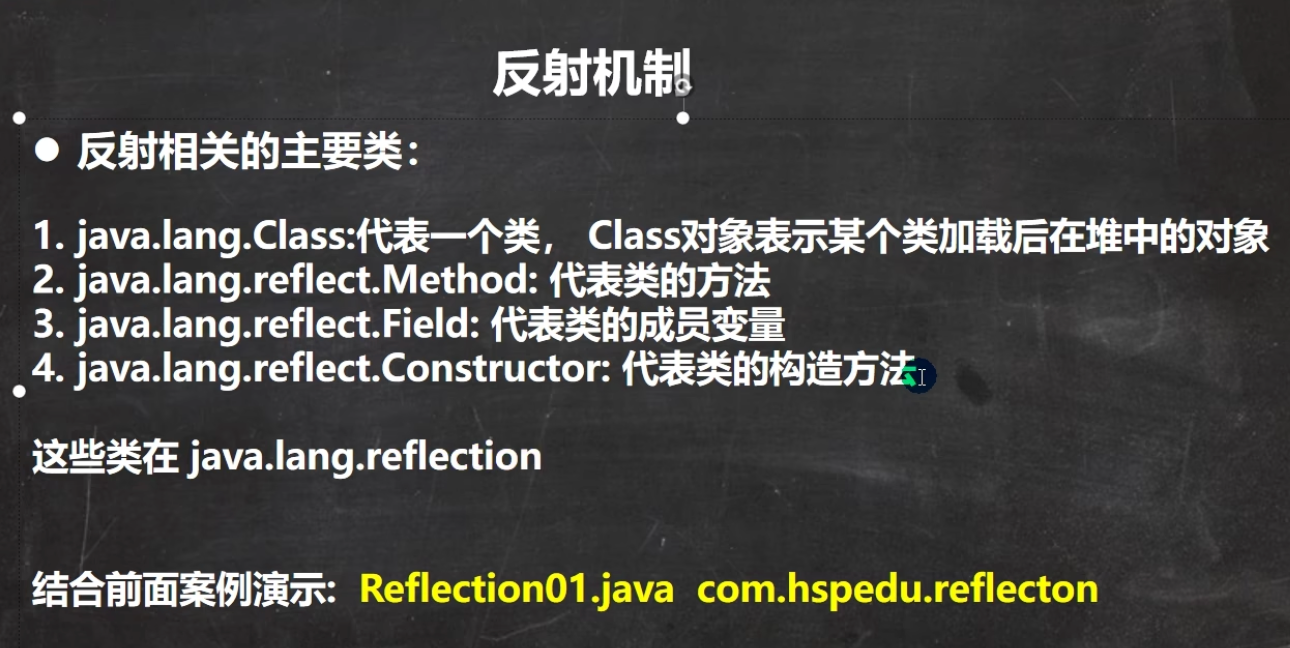 反射机制
● 反射相关的主要类：
1. java.lang.Class:代表一个类， Class对象表示某个类加载后在堆中的对象
2. java.lang.reflect.Method: 代表类的方法
3. java.lang.reflect.Field: 代表类的成员变量
4. java.lang.reflect.Constructor: 代表类的构造方法
这些类在 java.lang.reflection
结合前面案例演示: Reflection01.java com.hspedu.reflecton